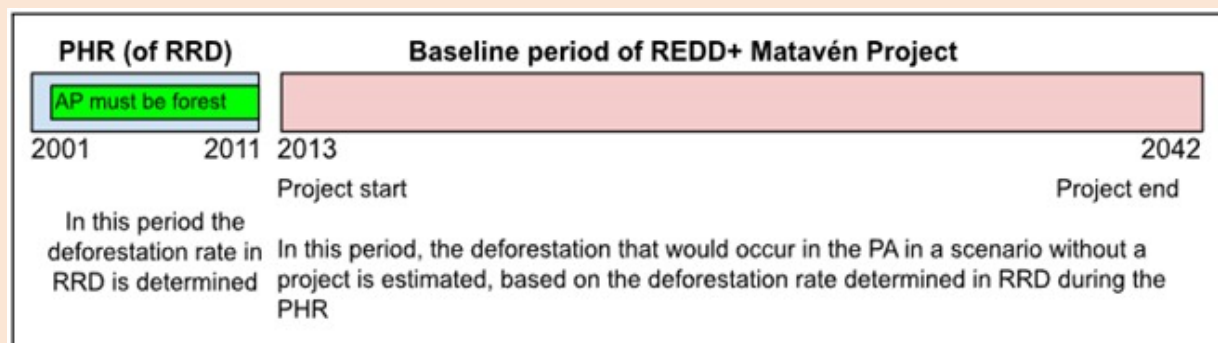 PHR (of RRD)
Baseline period of REDD+ Matavén Project
AP must be forest
2001 2011 2013 2042
Project start Project end
In this period the
deforestation rate in
RRD is determined
In this period, the deforestation that would occur in the PA in a scenario without a
project is estimated, based on the deforestation rate determined in RRD during the
PHR